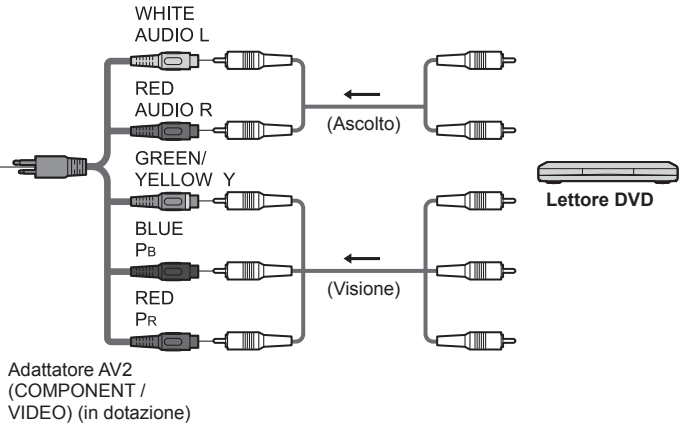 WHITE
AUDIO L
RED
AUDIO R
(Ascolto)
GREEN/
YELLOW Y
Lettore DVD
BLUE
PB
(Visione)
RED
PR
Adattatore AV2
(COMPONENT /
VIDEO) (in dotazione)